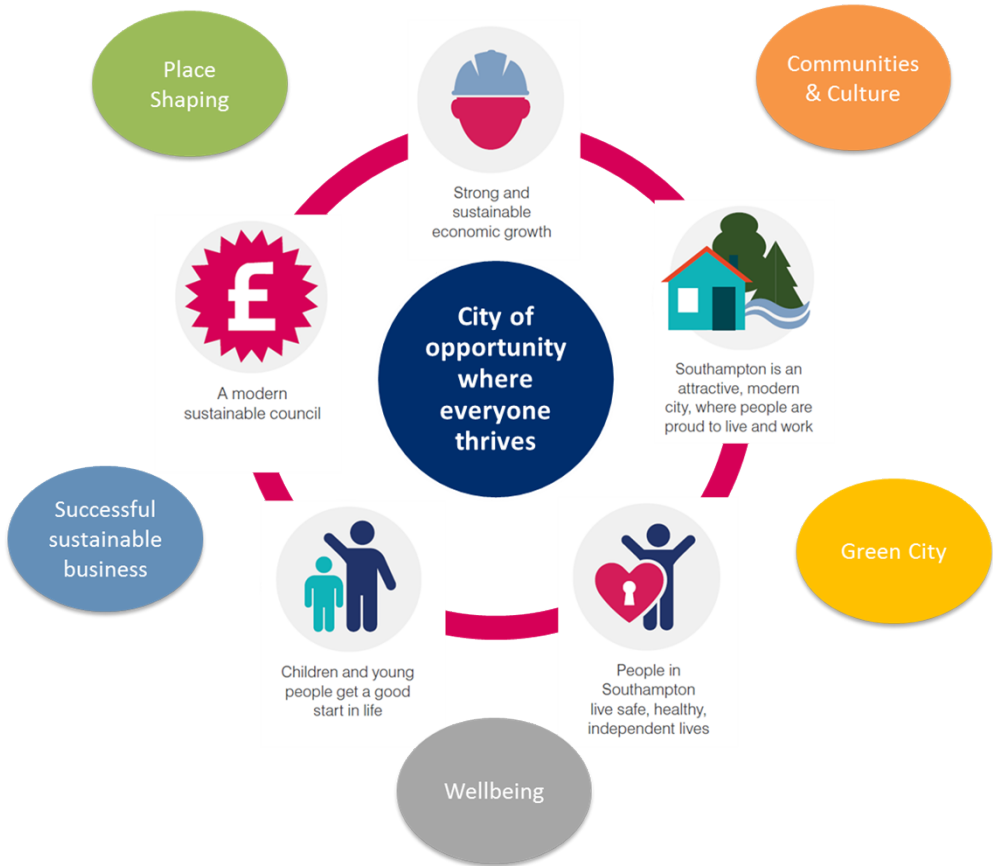 Place
Shaping
Communities
& Culture
Strong and
sustainable
economic growth
£
A modern
sustainable council
City of
opportunity
where
everyone
thrives
Southampton is an
attractive, modern
city, where people are
proud to live and work
Successful
sustainable
business
Green City
Children and young
people get a good
start in life
People in
Southampton
live safe, healthy,
independent lives
Wellbeing